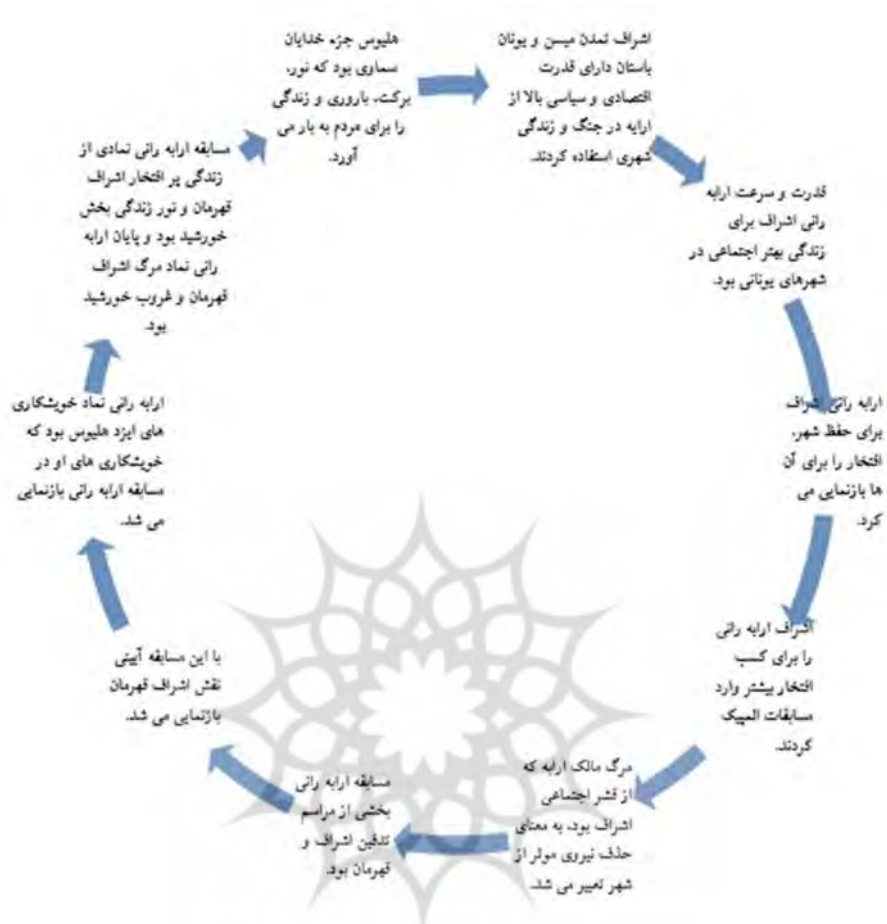 اشراف تمدن میسن و یونان
باستان دارای قدرت
اقتصادی و سیاسی بالا از
ارابه در جنگ و زندگی
شهری استفاده کردند.
قدرت و سرعت ارابه
رانی اشراف برای
زندگی بهتر اجتماعی در
شهرهای یونانی بود.
ارابه رانی اشراف
برای حفظ شهر،
افتخار را برای آن
ها بازنمایی می
کرد.
اشراف ارابه رانی
را برای کسب
افتخار بیشتر وارد
مسابقات المپیک
کردند.
مرگ مالک ارابه که
از قشر اجتماعی
اشراف بود، به معنای
حذف نیروی موثر از
شهر تعبیر می شد.
مسابقه ارابه رانی
بخشی از مراسم
تدفین اشراف و
قهرمان بود.
با این مسابقه آیینی
نقش اشراف قهرمان
بازنمایی می شد.
ارابه رانی نماد خویشکاری
های ایزد هلیوس بود که
خویشکاری های او در
مسابقه ارابه رانی بازنمایی
می شد.
مسابقه ارابه رانی نمادی از
زندگی پر افتخار اشراف
قهرمان و نور زندگی بخش
خورشید بود و پایان ارابه
رانی نماد مرگ اشراف
قهرمان و غروب خورشید
بود.
هلیوس جزء خدایان
سماوی بود که نور،
برکت، باروری و زندگی
را برای مردم به بار می
آورد.